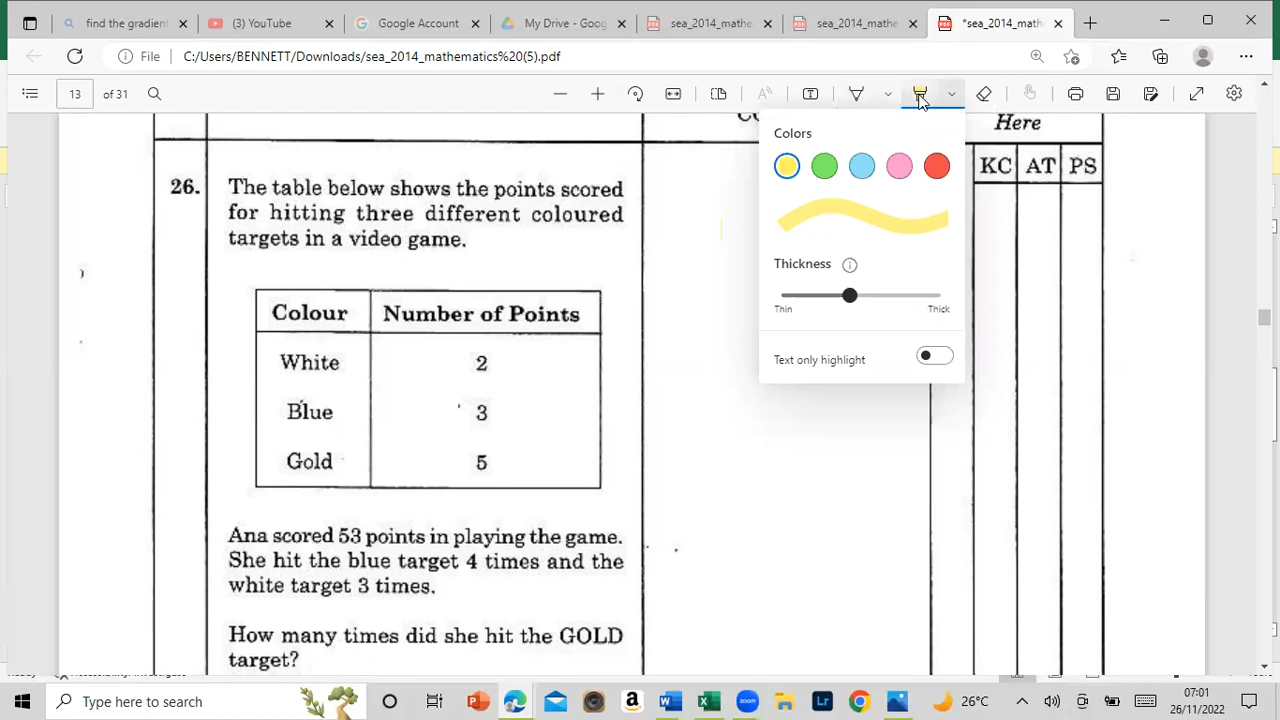 find the gradient
(3) YouTube
Google Account
My Drive - Goog
sea_2014_mathe
sea_2014_mathe
*sea_2014_math
File
C:/Users/BENNETT/Downloads/sea_2014_mathematics%20(5).pdf
13 of 31
Colors
Thickness
Thin Thick
Text only highlight
Here
KC AT PS
26. The table below shows the points scored
for hitting three different coloured
targets in a video game.
Colour Number of Points
White 2
Blue 3
Gold 5
Ana scored 53 points in playing the game.
She hit the blue target 4 times and the
white target 3 times.
How many times did she hit the GOLD
target?
Type here to search
26°C
07:01
26/11/2022